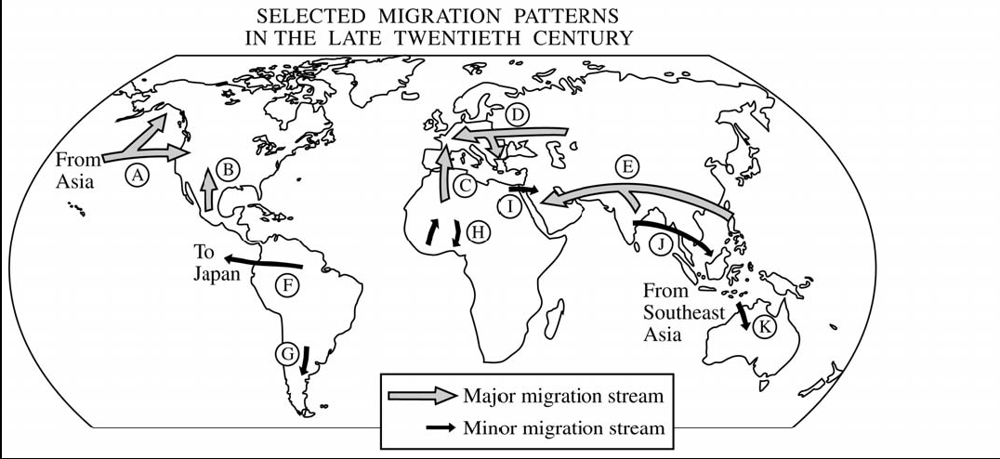 SELECTED MIGRATION PATTERNS
IN THE LATE TWENTIETH CENTURY
D
From
Asia
A
B
C
E
I
H
J
To
Japan
F
From
Southeast
Asia
K
G
Major migration stream
Minor migration stream